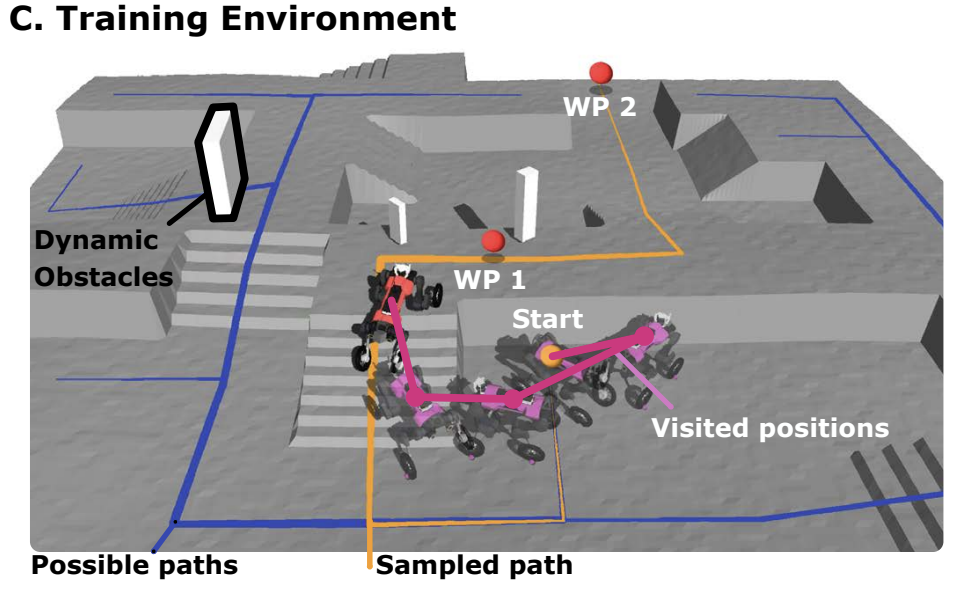 C. Training Environment
WP 2
Dynamic
Obstacles
WP 1
Start
Visited positions
Possible paths
Sampled path